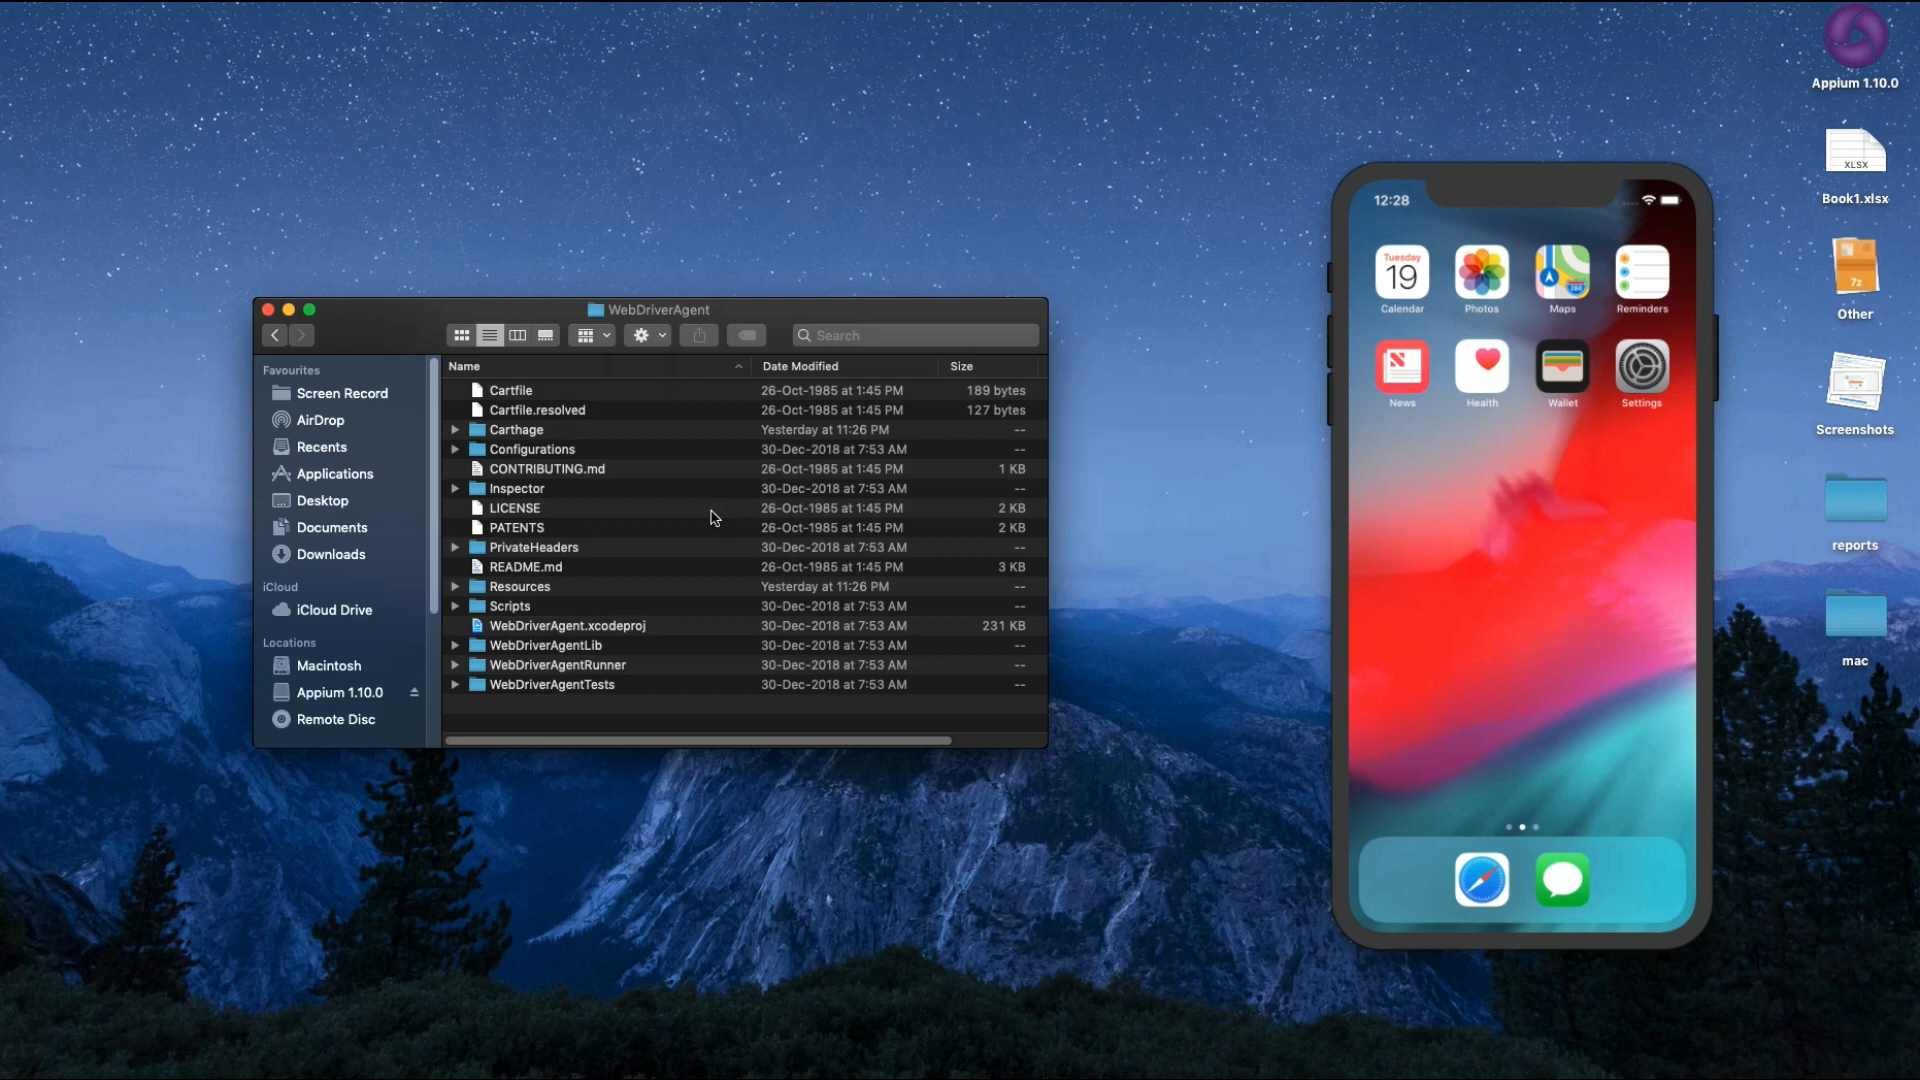 WebDriverAgent
Search
Favourites
Screen Record
AirDrop
Recents
Applications
Desktop
Documents
Downloads
iCloud
iCloud Drive
Locations
Macintosh
Appium 1.10.0
Remote Disc
Name Date Modified Size
Cartfile 26-Oct-1985 at 1:45 PM 189 bytes
Cartfile.resolved 26-Oct-1985 at 1:45 PM 127 bytes
Carthage Yesterday at 11:26 PM --
Configurations 30-Dec-2018 at 7:53 AM --
CONTRIBUTING.md 26-Oct-1985 at 1:45 PM 1 KB
Inspector 30-Dec-2018 at 7:53 AM --
LICENSE 26-Oct-1985 at 1:45 PM 2 KB
PATENTS 26-Oct-1985 at 1:45 PM 2 KB
PrivateHeaders 30-Dec-2018 at 7:53 AM --
README.md 26-Oct-1985 at 1:45 PM 3 KB
Resources Yesterday at 11:26 PM --
Scripts 30-Dec-2018 at 7:53 AM --
WebDriverAgent.xcodeproj 30-Dec-2018 at 7:53 AM 231 KB
WebDriverAgentLib 30-Dec-2018 at 7:53 AM --
WebDriverAgentRunner 30-Dec-2018 at 7:53 AM --
WebDriverAgentTests 30-Dec-2018 at 7:53 AM --
12:28
Tuesday
19
280
Calendar Photos Maps Reminders
News Health Wallet Settings
Appium 1.10.0
XLSX
Book1.xlsx
7z
Other
Screenshots
reports
mac